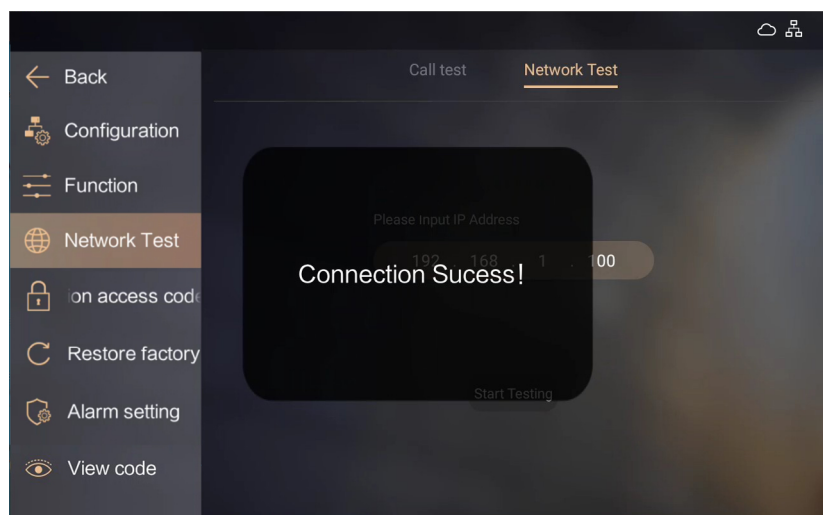 Back
Call test
Network Test
Configuration
Function
Network Test
Please Input IP Address
192 . 168 . 1 . 100
Connection Sucess!
ion access code
Restore factory
Start Testing
Alarm setting
View code